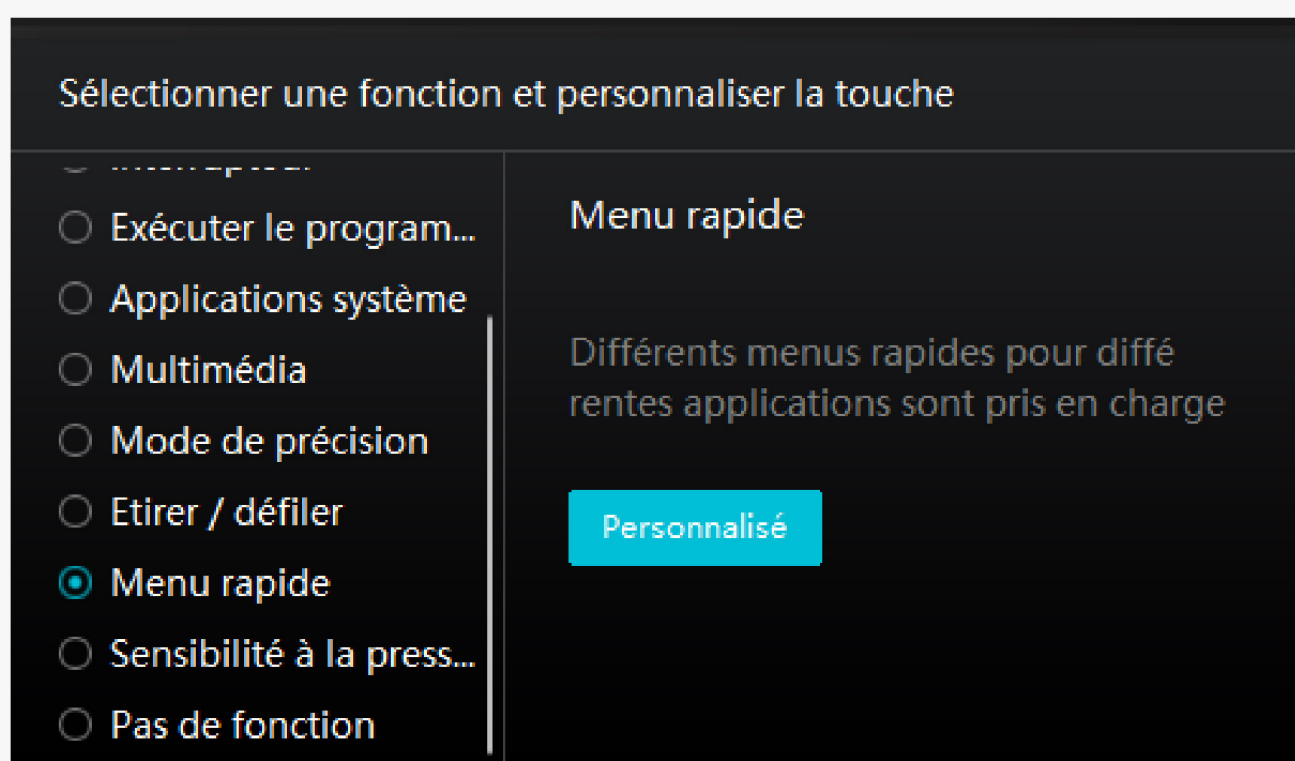 Sélectionner une fonction et personnaliser la touche
Exécuter le program...
Applications système
Multimédia
Mode de précision
Etirer / défiler
Menu rapide
Sensibilité à la press...
Pas de fonction
Menu rapide
Différents menus rapides pour diffé
rentes applications sont pris en charge
Personnalisé